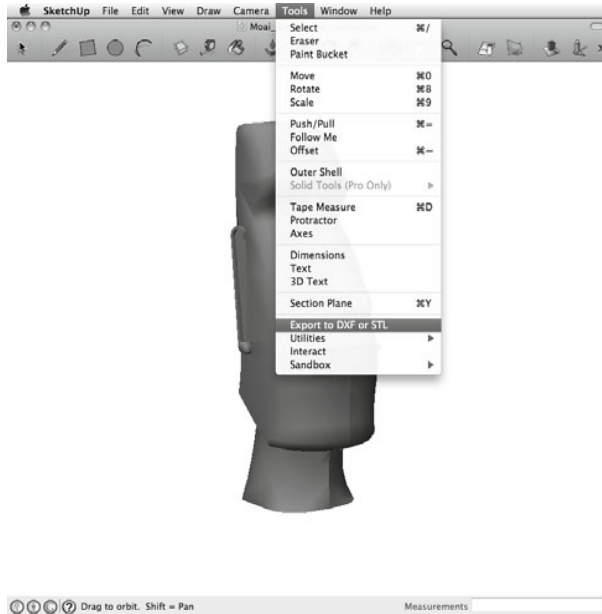 SketchUp File Edit View Draw Camera Tools Window Help
Moai_
Select ⌘/
Eraser
Paint Bucket
Move ⌘0
Rotate ⌘8
Scale ⌘9
Push/Pull ⌘=
Follow Me
Offset ⌘-
Outer Shell
Solid Tools (Pro Only)
Tape Measure ⌘D
Protractor
Axes
Dimensions
Text
3D Text
Section Plane ⌘Y
Export to DXF or STL
Utilities
Interact
Sandbox
Drag to orbit. Shift = Pan Measurements